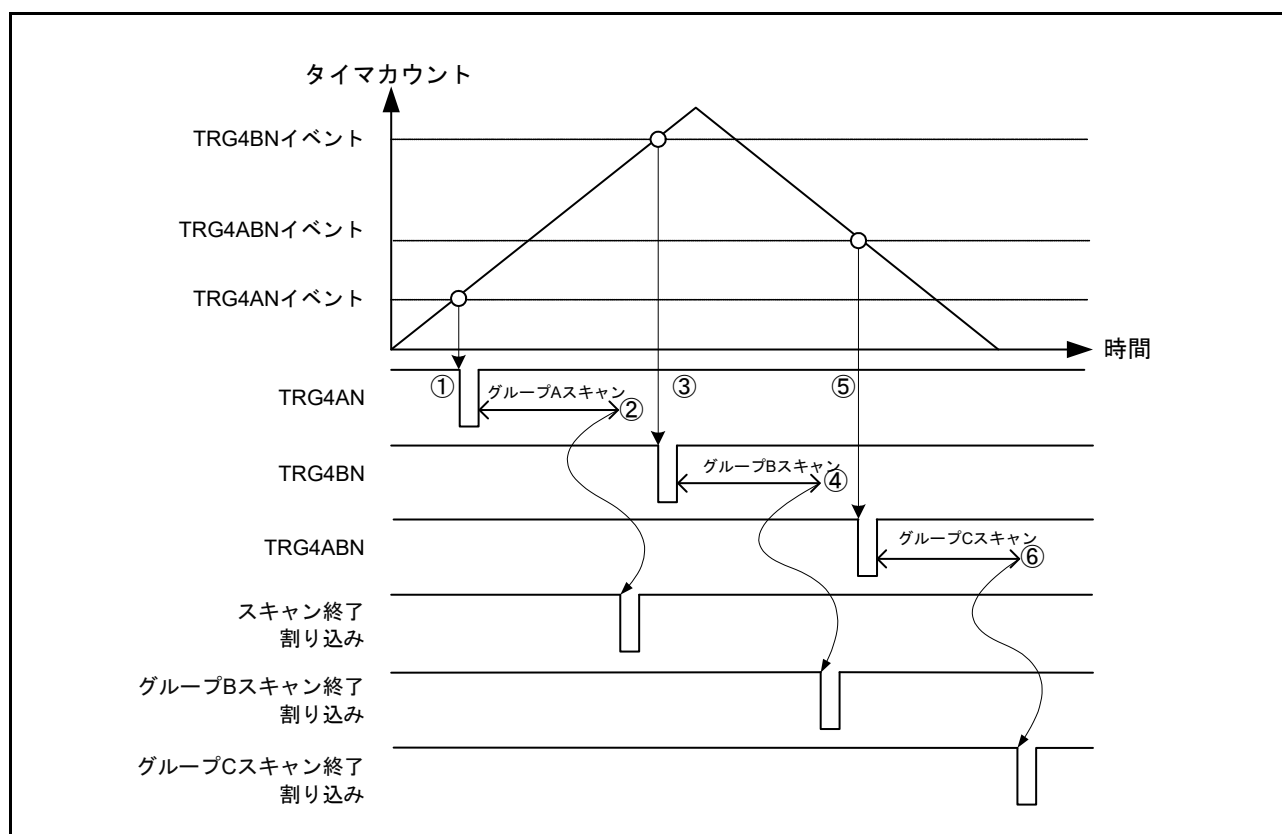 タイマカウント
TRG4BNイベント
TRG4ABNイベント
TRG4ANイベント
時間
TRG4AN
①
グループAスキャン
②
③
⑤
TRG4BN
グループBスキャン
④
TRG4ABN
グループCスキャン
⑥
スキャン終了
割り込み
グループBスキャン終了
割り込み
グループCスキャン終了
割り込み